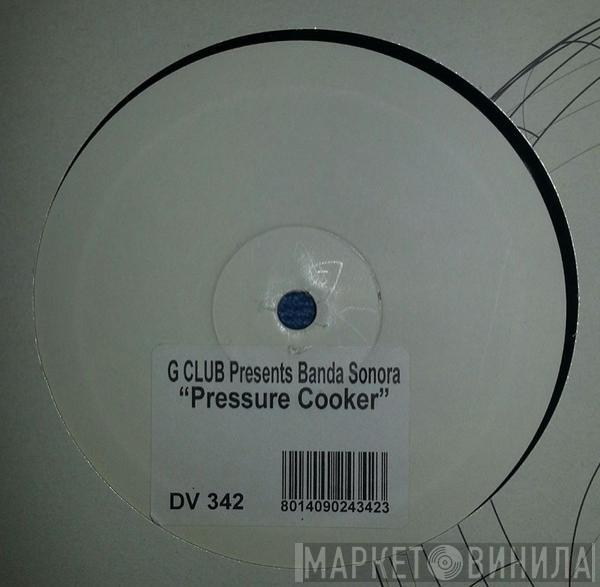 G CLUB Presents Banda Sonora
“Pressure Cooker”
DV 342
8014090243423
МАРКЕТ ВИНИЛА